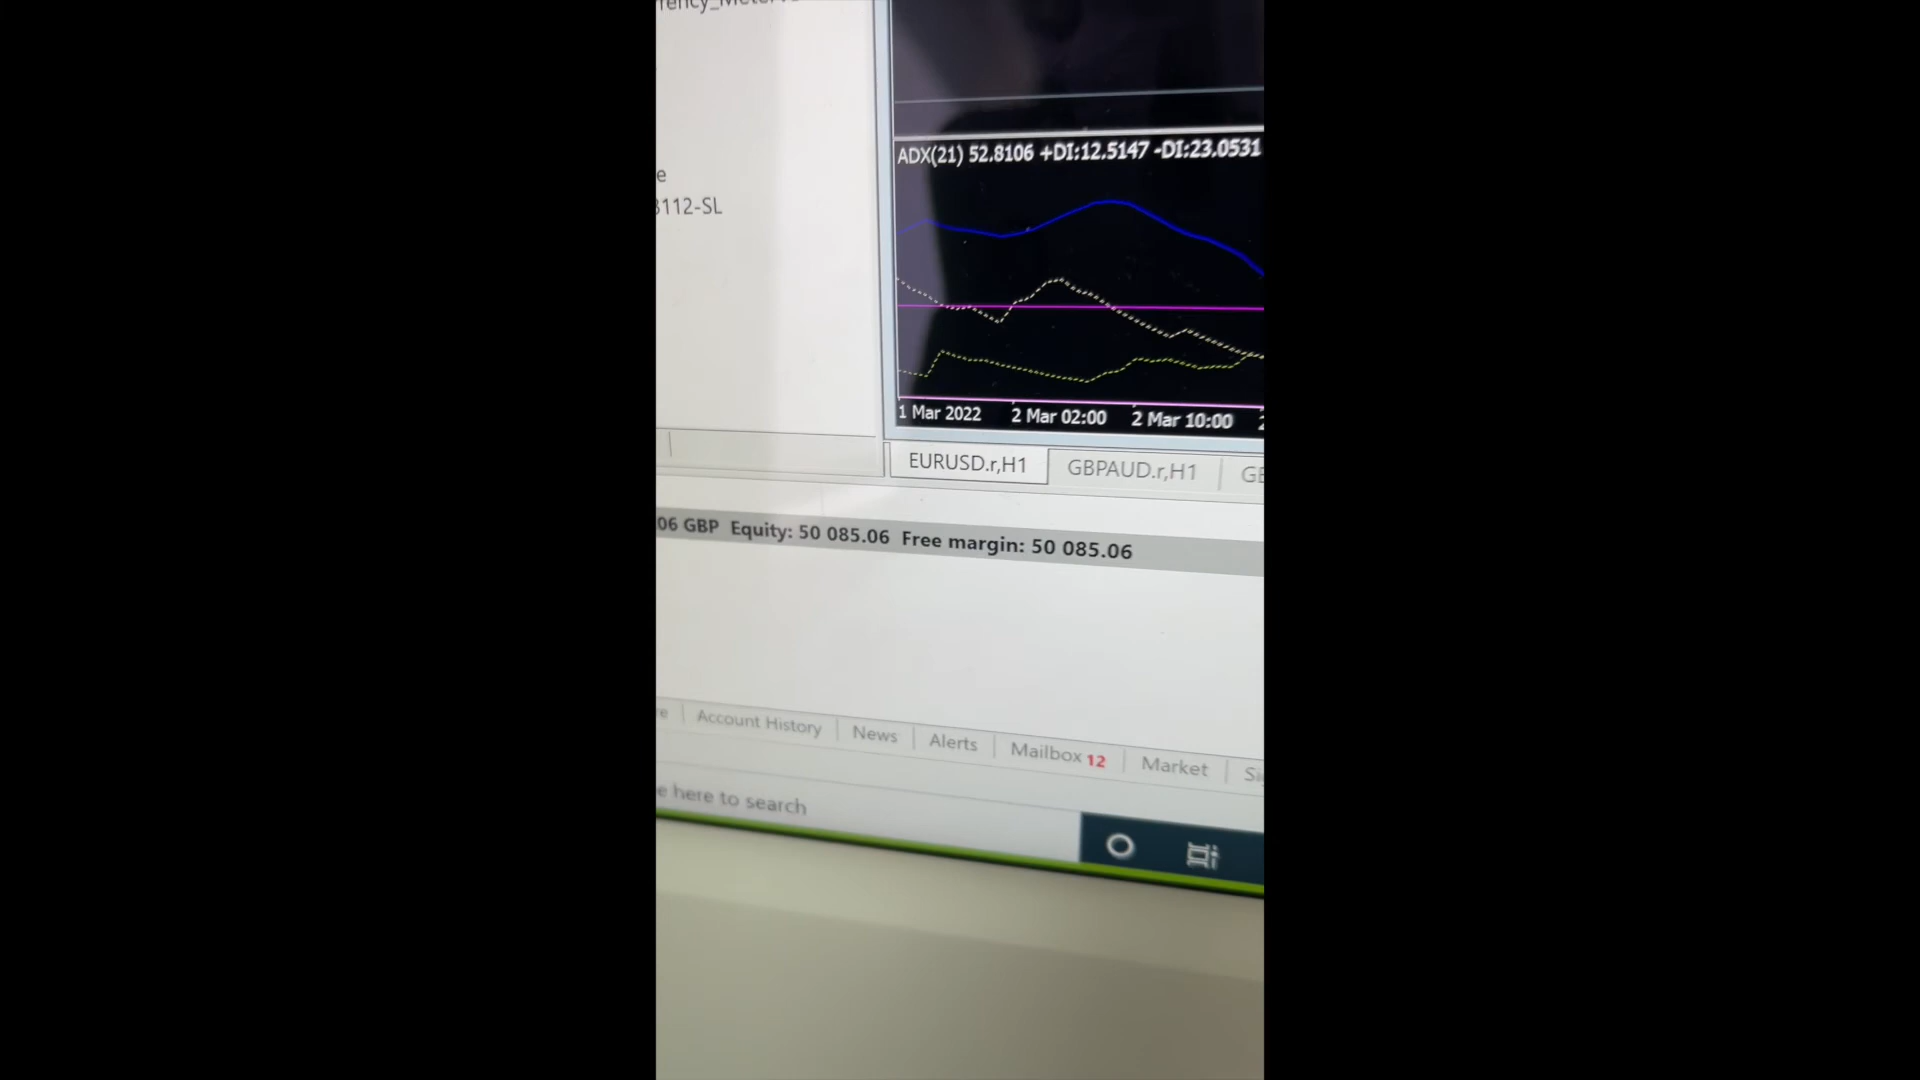 ADX(21) 52.8106 +DI:12.5147 -DI:23.0531
e
3112-SL
1 Mar 2022 2 Mar 02:00 2 Mar 10:00
EURUSD.r,H1 GBPAUD.r,H1
06 GBP Equity: 50 085.06 Free margin: 50 085.06
Account History News Alerts Mailbox 12 Market
e here to search